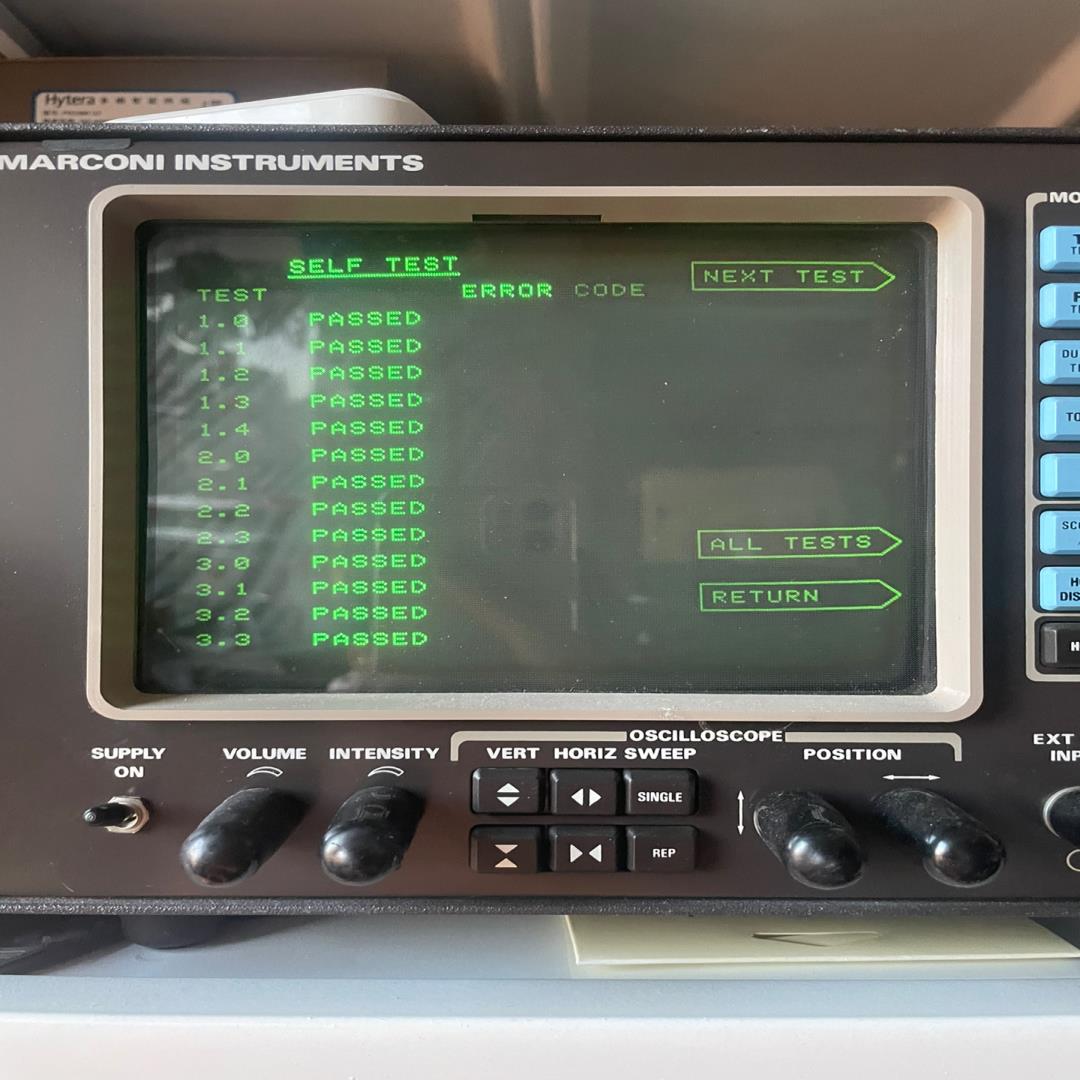 Hytera
MARCONI INSTRUMENTS
SELF TEST
NEXT TEST
TEST ERROR CODE
1.0 PASSED
1.1 PASSED
1.2 PASSED
1.3 PASSED
1.4 PASSED
2.0 PASSED
2.1 PASSED
2.2 PASSED
2.3 PASSED
ALL TESTS
3.0 PASSED
3.1 PASSED
RETURN
3.2 PASSED
3.3 PASSED
OSCILLOSCOPE
SUPPLY
ON
VOLUME
INTENSITY
VERT HORIZ SWEEP
POSITION
EXT
SINGLE
REP